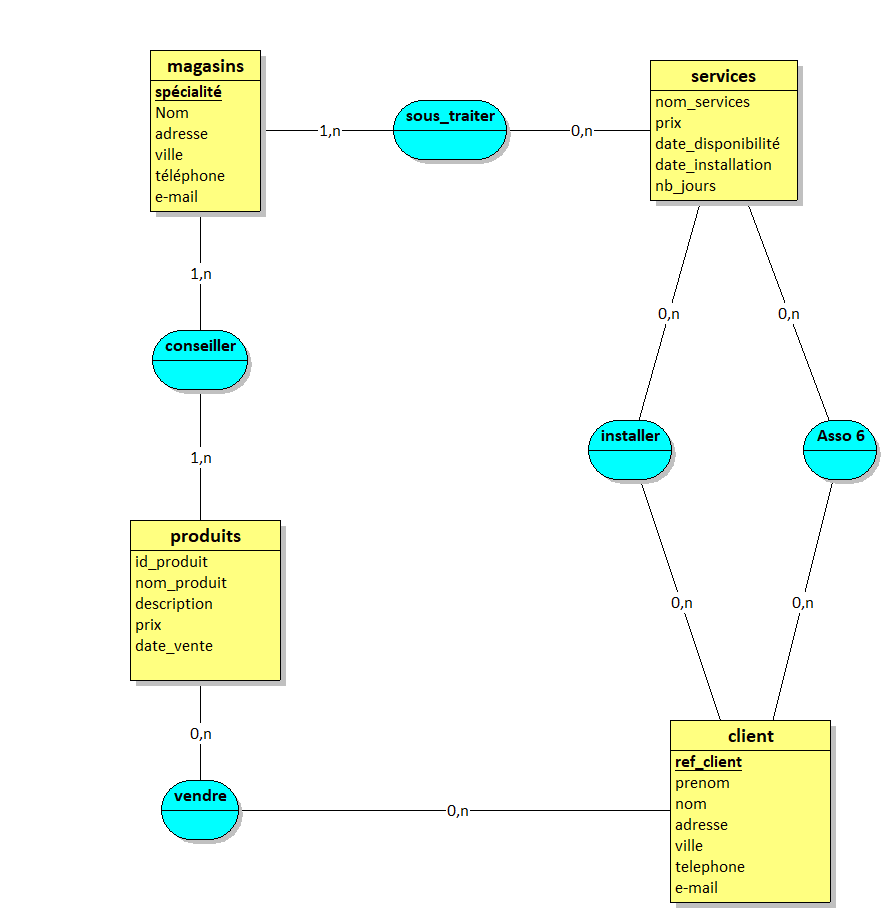 magasins
spécialité
Nom
adresse
ville
téléphone
e-mail
1,n
sous_traiter
0,n
services
nom_services
prix
date_disponibilité
date_installation
nb_jours
1,n
conseiller
1,n
0,n
0,n
installer
Asso 6
0,n
0,n
produits
id_produit
nom_produit
description
prix
date_vente
0,n
vendre
0,n
client
ref_client
prenom
nom
adresse
ville
telephone
e-mail